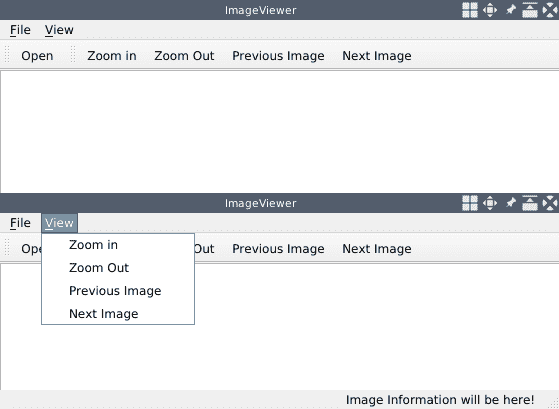 ImageViewer
File View
Open Zoom in Zoom Out Previous Image Next Image
ImageViewer
File View
Ope Out Previous Image Next Image
Zoom in
Zoom Out
Previous Image
Next Image
Image Information will be here!